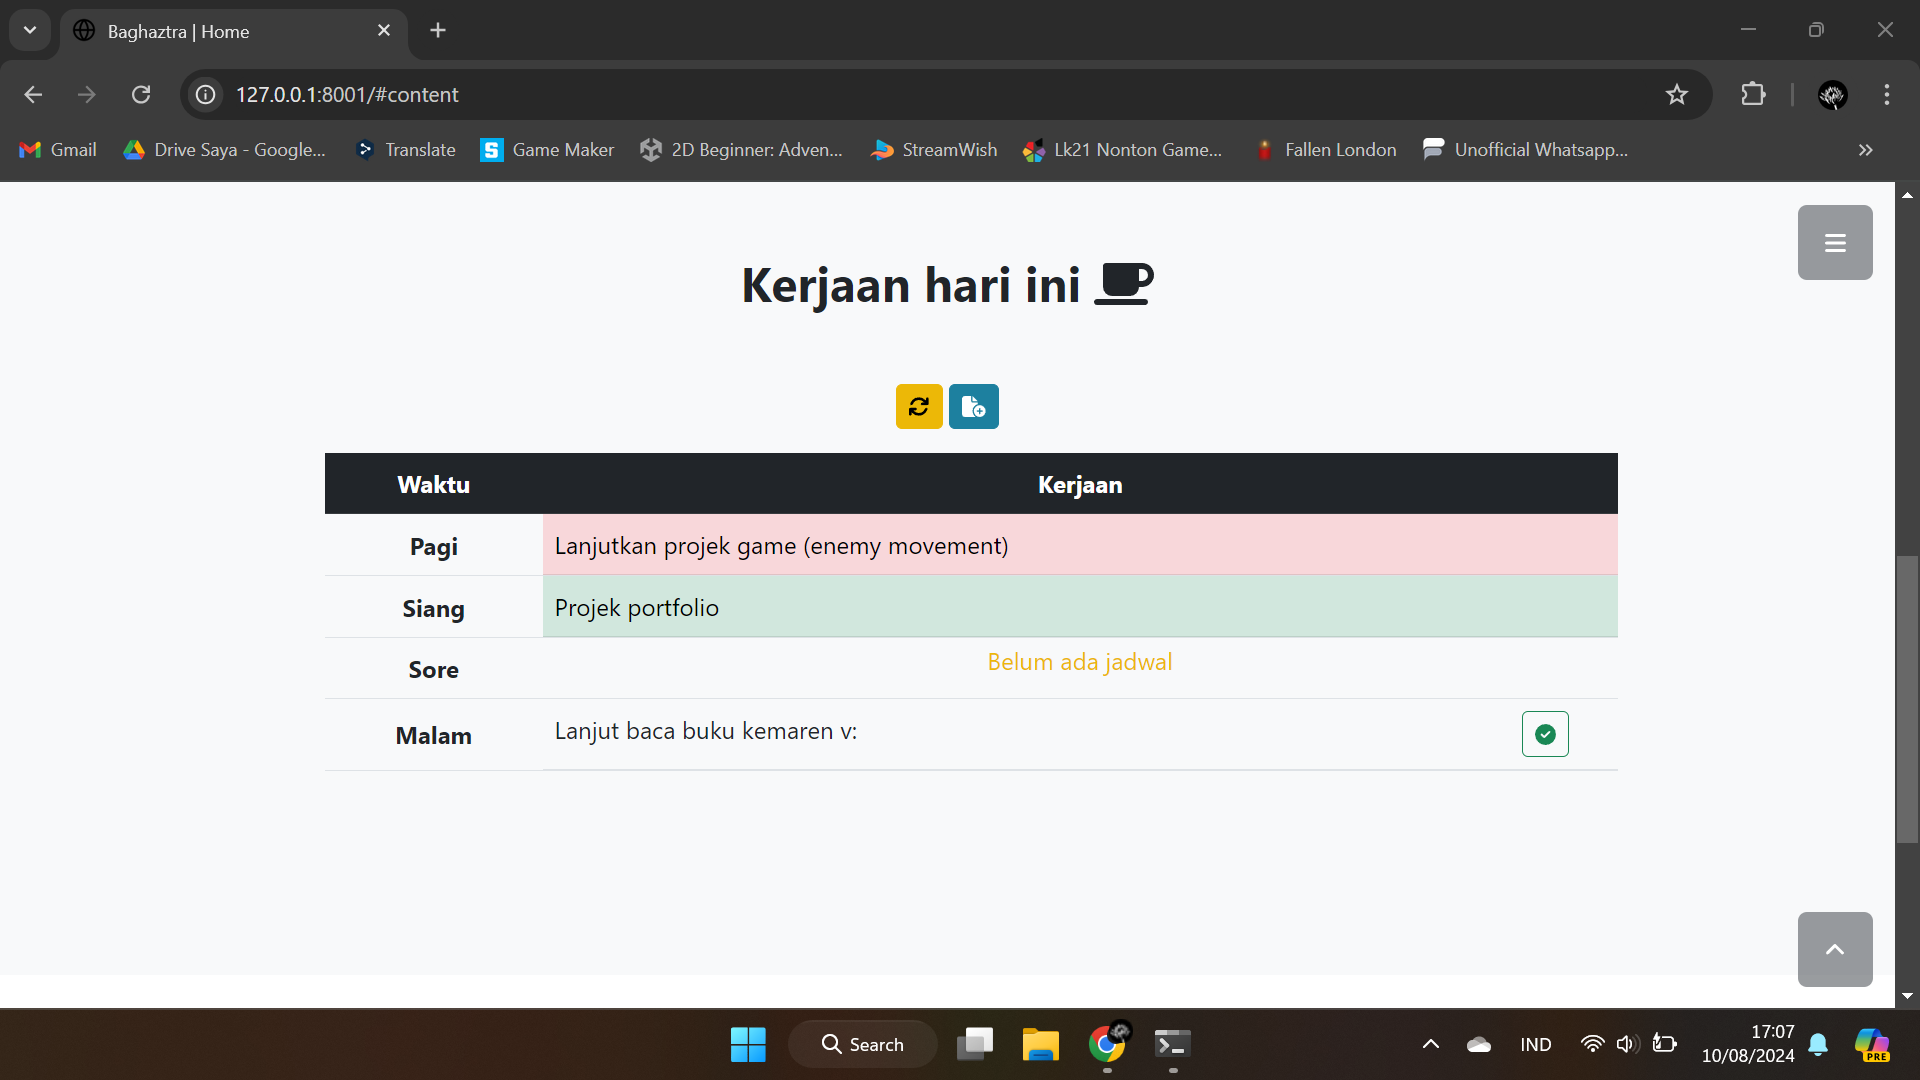 Baghaztra | Home
127.0.0.1:8001/#content
Gmail
Drive Saya - Google...
Translate
Game Maker
2D Beginner: Adven...
StreamWish
Lk21 Nonton Game...
Fallen London
Unofficial Whatsapp...
Kerjaan hari ini
Waktu Kerjaan
Pagi Lanjutkan projek game (enemy movement)
Siang Projek portfolio
Sore Belum ada jadwal
Malam Lanjut baca buku kemaren v:
Search
IND
17:07
10/08/2024
PRE